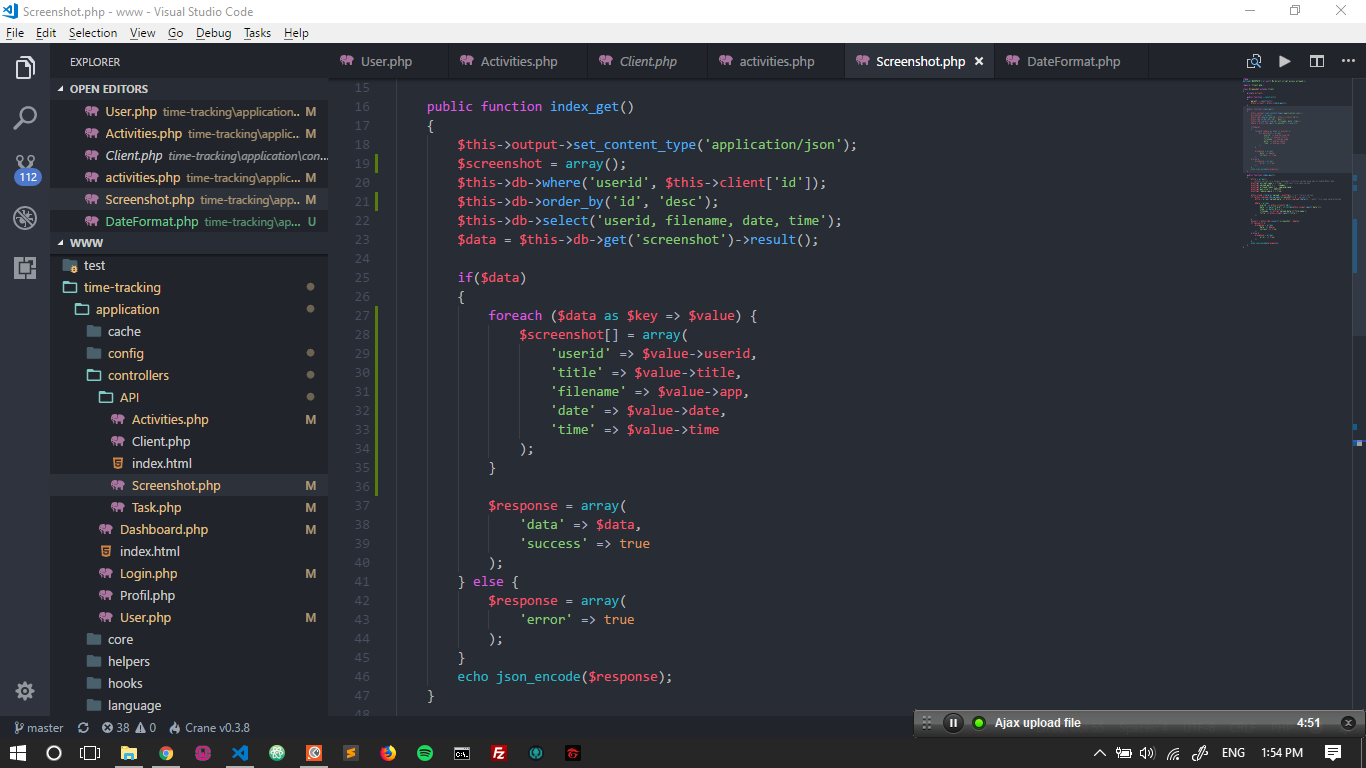 Screenshot.php - www - Visual Studio Code
File Edit Selection View Go Debug Tasks Help
EXPLORER
OPEN EDITORS
User.php time-tracking\application... M
Activities.php time-tracking\applic... M
Client.php time-tracking\application\con...
activities.php time-tracking\applic... M
Screenshot.php time-tracking\app... M
DateFormat.php time-tracking\ap... U
WWW
test
time-tracking
application
cache
config
controllers
API
Activities.php M
Client.php
index.html
Screenshot.php M
Task.php M
Dashboard.php M
index.html
Login.php M
Profil.php
User.php M
core
helpers
hooks
language
112
User.php Activities.php Client.php activities.php Screenshot.php × DateFormat.php
15
16 public function index_get()
17 {
18 $this->output->set_content_type('application/json');
19 $screenshot = array();
20 $this->db->where('userid', $this->client['id']);
21 $this->db->order_by('id', 'desc');
22 $this->db->select('userid, filename, date, time');
23 $data = $this->db->get('screenshot')->result();
24
25 if($data)
26 {
27 foreach ($data as $key => $value) {
28 $screenshot[] = array(
29 'userid' => $value->userid,
30 'title' => $value->title,
31 'filename' => $value->app,
32 'date' => $value->date,
33 'time' => $value->time
34 );
35 }
36
37 $response = array(
38 'data' => $data,
39 'success' => true
40 );
41 } else {
42 $response = array(
43 'error' => true
44 );
45 }
46 echo json_encode($response);
47 }
48
master 38 0 Crane v0.3.8
Ajax upload file 4:51
ENG 1:54 PM